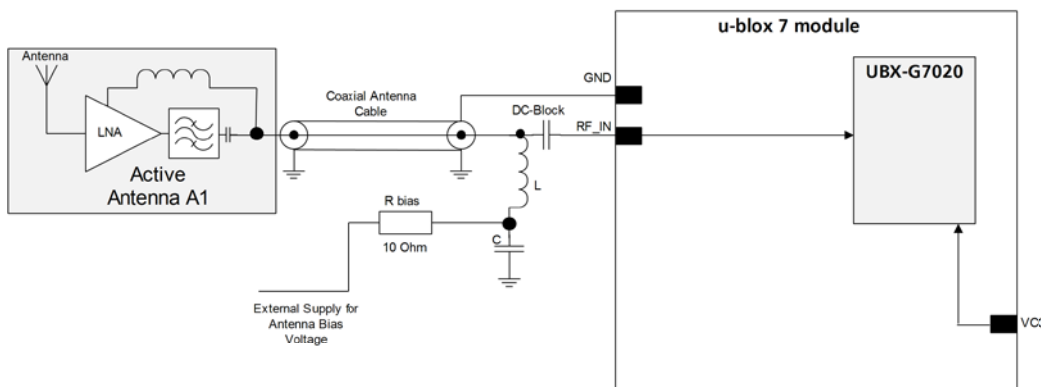 u-blox 7 module
Antenna
LNA
Active
Antenna A1
Coaxial Antenna
Cable
GND
DC-Block
RF_IN
UBX-G7020
L
R bias
10 Ohm
C
External Supply for
Antenna Bias
Voltage